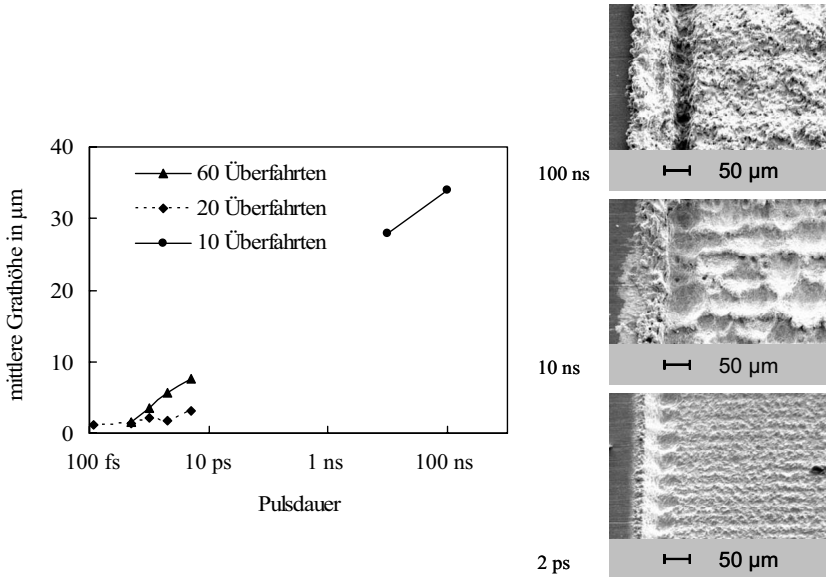 mittlere Grathöhe in µm
40
30
20
10
0
60 Überfahrten
20 Überfahrten
10 Überfahrten
100 fs
10 ps
1 ns
100 ns
Pulsdauer
100 ns
50 µm
10 ns
50 µm
2 ps
50 µm